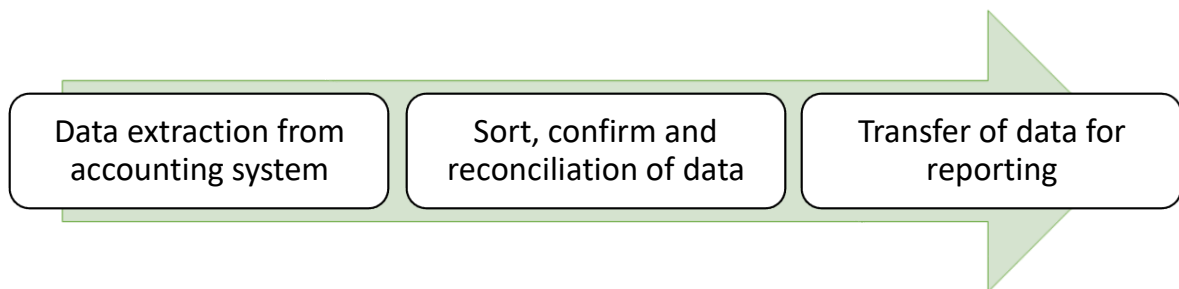 Data extraction from
accounting system
Sort, confirm and
reconciliation of data
Transfer of data for
reporting